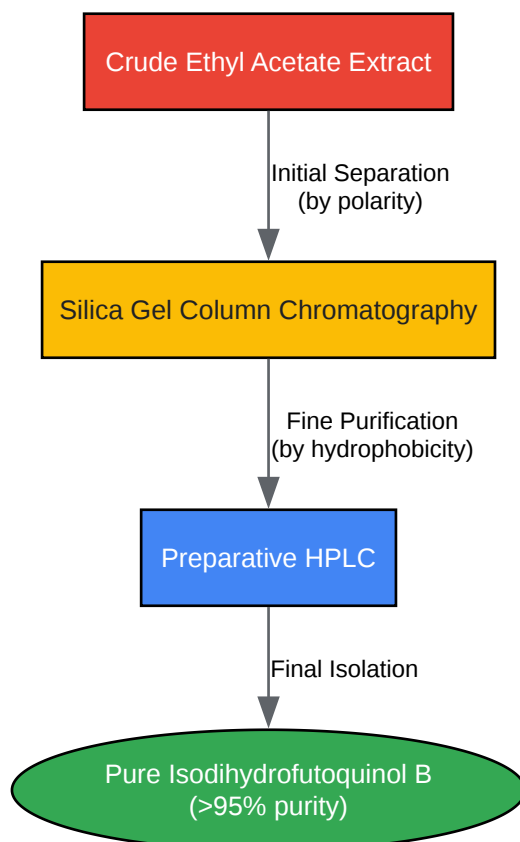 Crude Ethyl Acetate Extract
Initial Separation
(by polarity)
Silica Gel Column Chromatography
Fine Purification
(by hydrophobicity)
Preparative HPLC
Final Isolation
Pure Isodihydrofutoquinol B
(>95% purity)